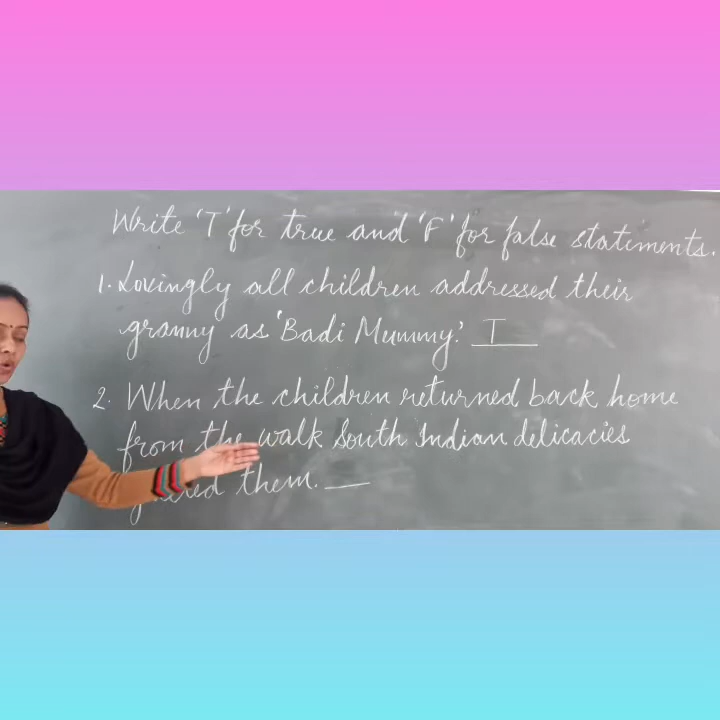 Write 'T' for true and 'F' for false statements.
1. Lovingly all children addressed their
granny as 'Badi Mummy.' T
2. When the children returned back home
from the walk South Indian delicacies
them.